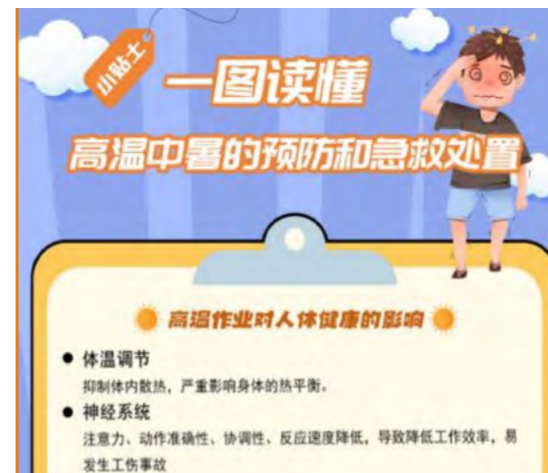 小贴士
一图读懂
高温中暑的预防和急救处置
高温作业对人体健康的影响
体温调节
抑制体内散热，严重影响身体的热平衡。
神经系统
注意力、动作准确性、协调性、反应速度降低，导致降低工作效率，易
发生工伤事故